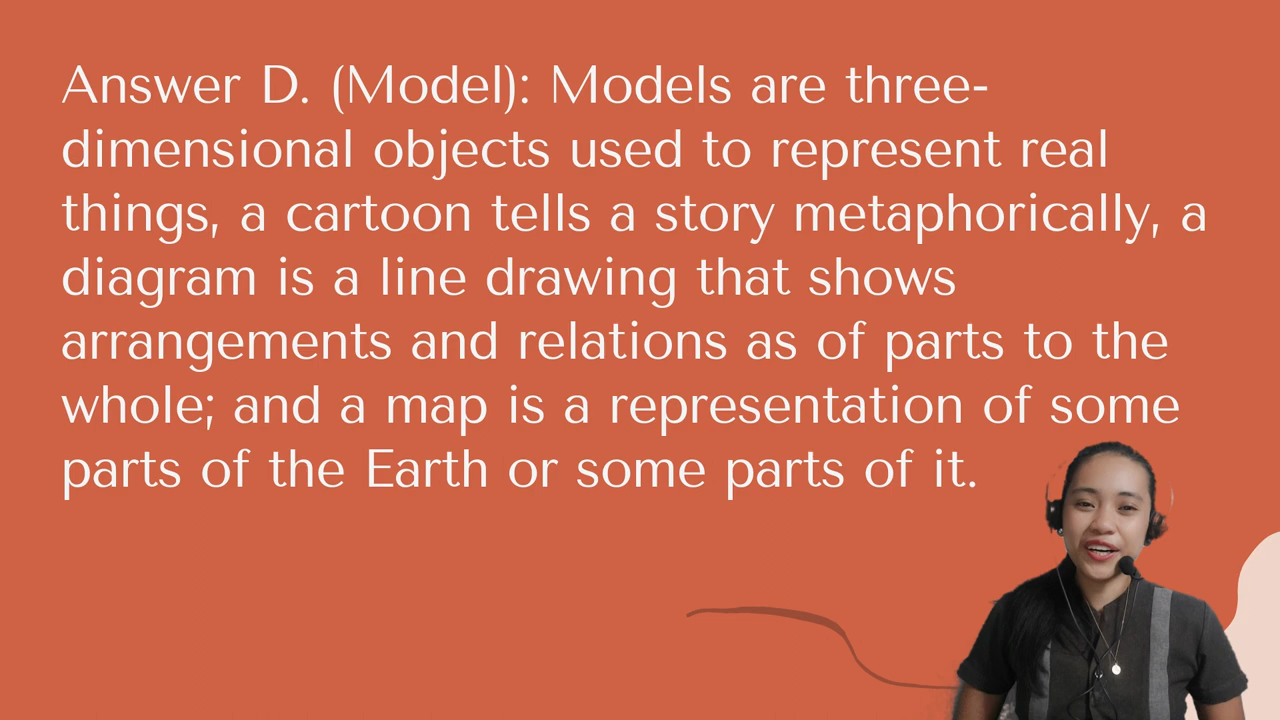 Answer D. (Model): Models are three-
dimensional objects used to represent real
things, a cartoon tells a story metaphorically, a
diagram is a line drawing that shows
arrangements and relations as of parts to the
whole; and a map is a representation of some
parts of the Earth or some parts of it.